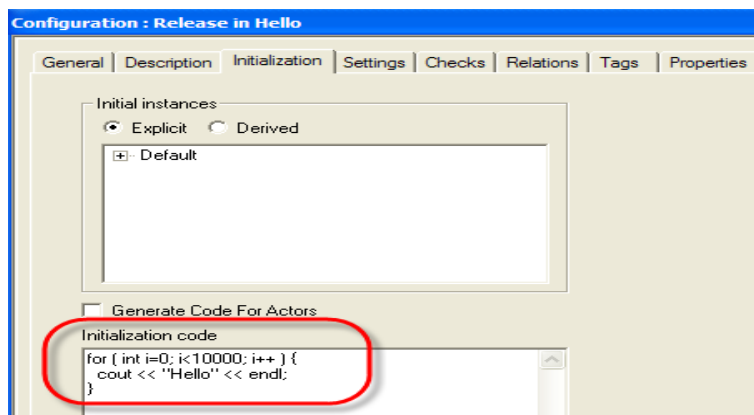 Configuration : Release in Hello
General Description Initialization Settings Checks Relations Tags Properties
Initial instances
Explicit Derived
Default
Generate Code For Actors
Initialization code
for ( int i=0; i<10000; i++ ) {
cout << "Hello" << endl;
}